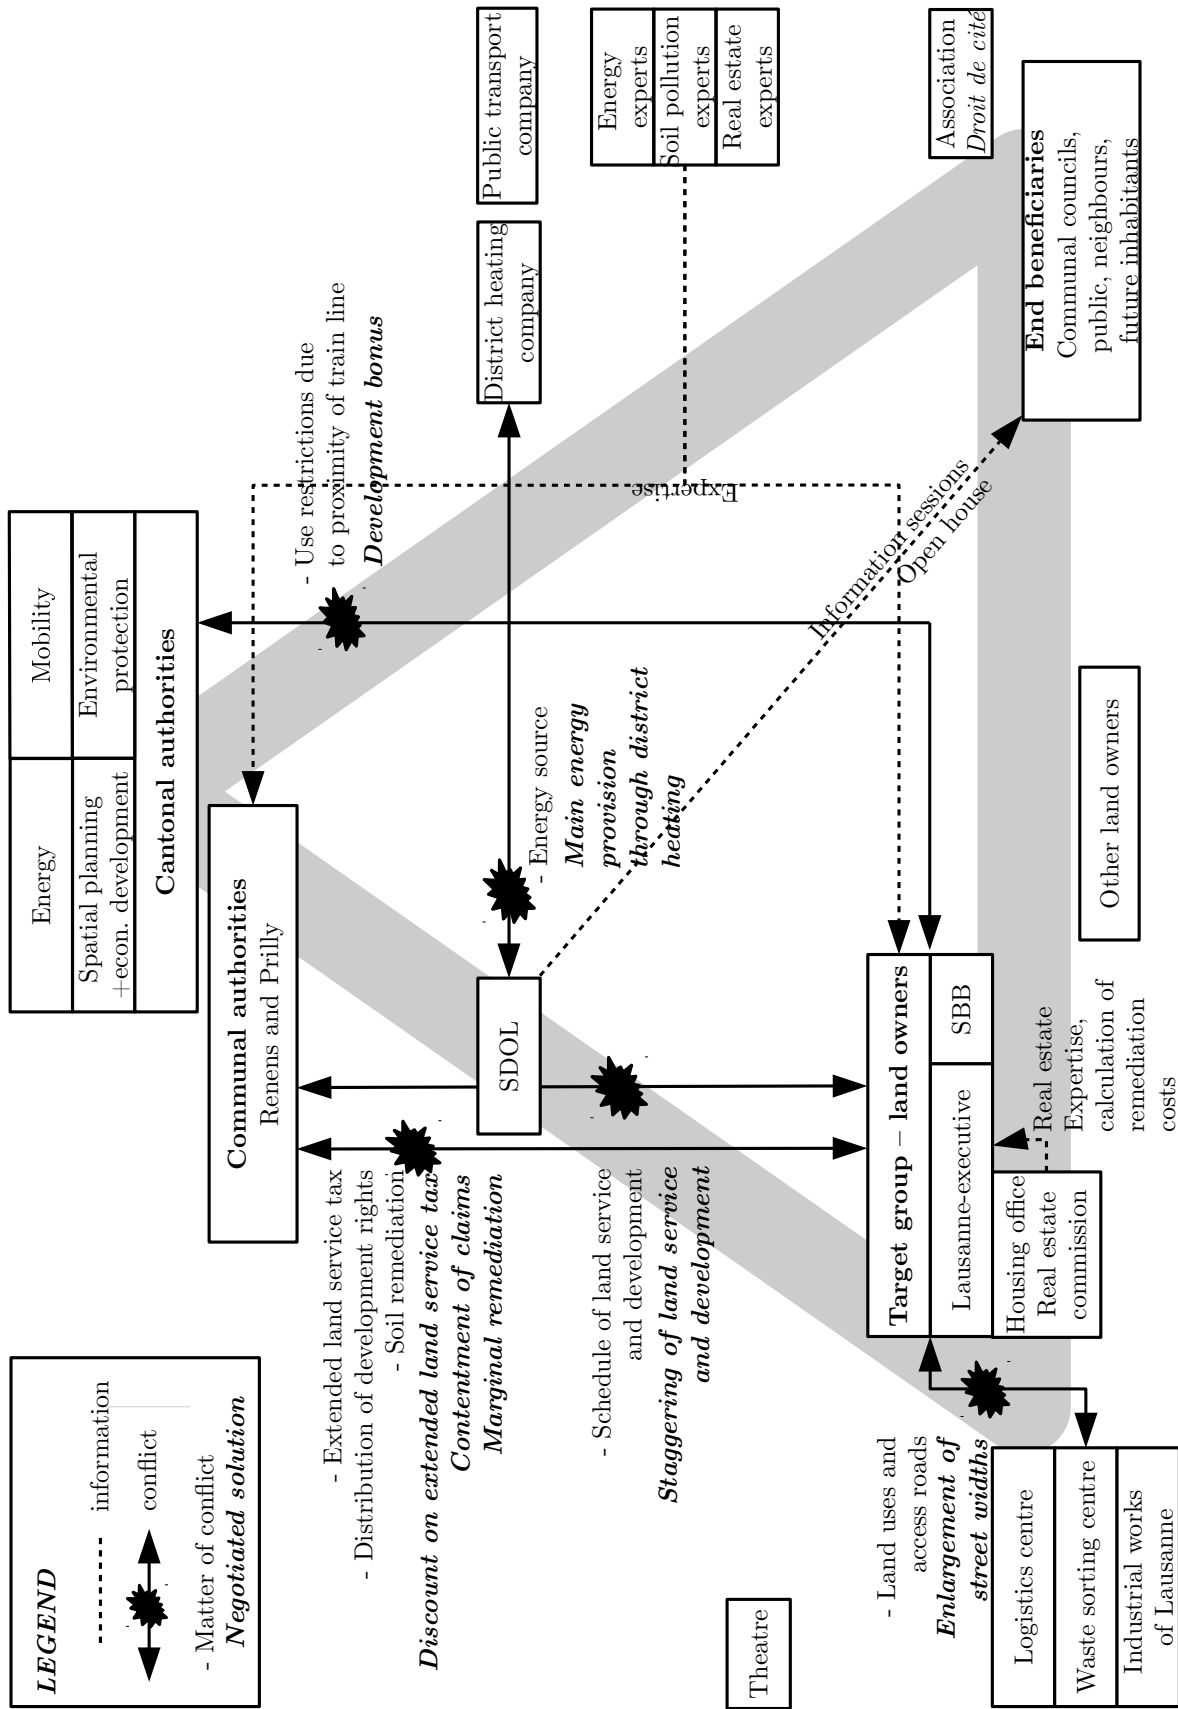 LEGEND
information
conflict
- Matter of conflict
Negotiated solution
Energy
Mobility
Spatial planning
+econ. development
Environmental
protection
Cantonal authorities
Communal authorities
Renens and Prilly
- Use restrictions due
to proximity of train line
Development bonus
- Extended land service tax
- Distribution of development rights
- Soil remediation
Discount on extended land service tax
Contentment of claims
Marginal remediation
SDOL
District heating
company
Public transport
company
- Energy source
Main energy
provision
through district
heating
Energy
experts
Soil pollution
experts
Real estate
experts
Expertise
- Schedule of land service
and development
Staggering of land service
and development
Information sessions
Open house
Theatre
- Land uses and
access roads
Enlargement of
street widths
Target group – land owners
Lausanne-executive
SBB
Housing office
Real estate
commission
Real estate
Expertise,
calculation of
remediation
costs
Other land owners
Association
Droit de cité
End beneficiaries
Communal councils,
public, neighbours,
future inhabitants
Logistics centre
Waste sorting centre
Industrial works
of Lausanne